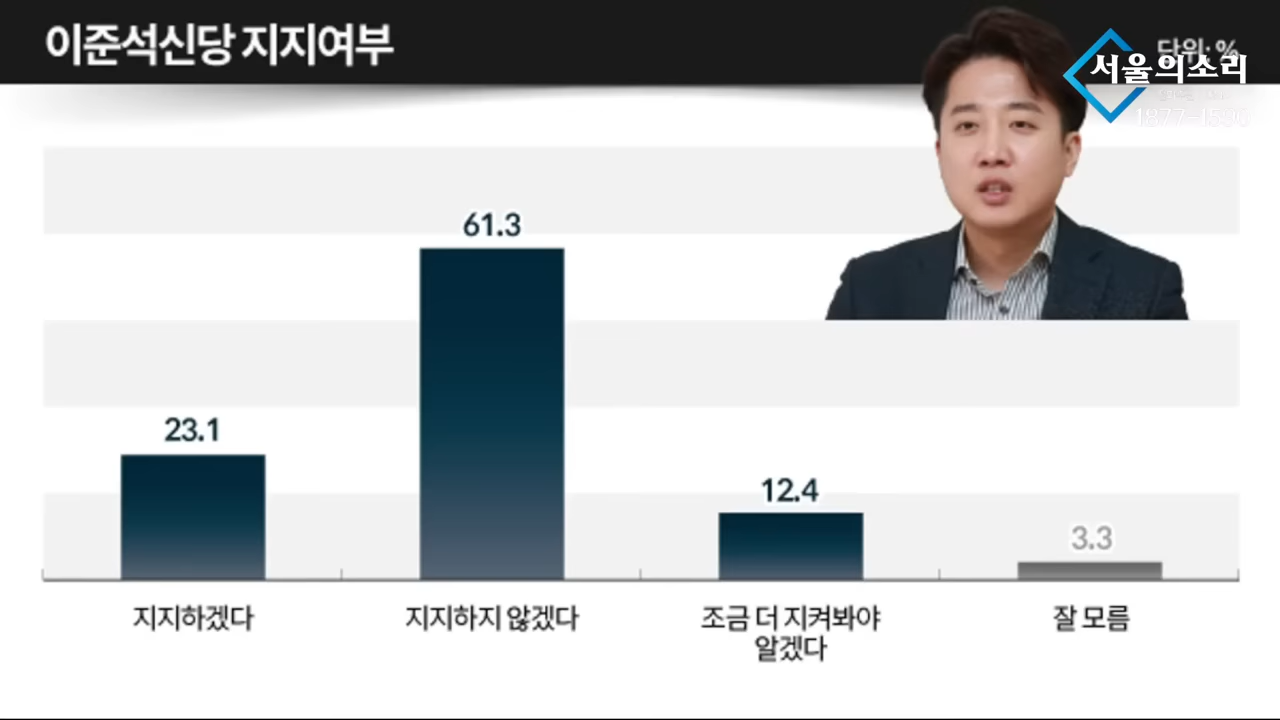 이준석신당 지지여부
단위: %
서울의소리
61.3
23.1
12.4
3.3
지지하겠다
지지하지 않겠다
조금 더 지켜봐야
알겠다
잘 모름